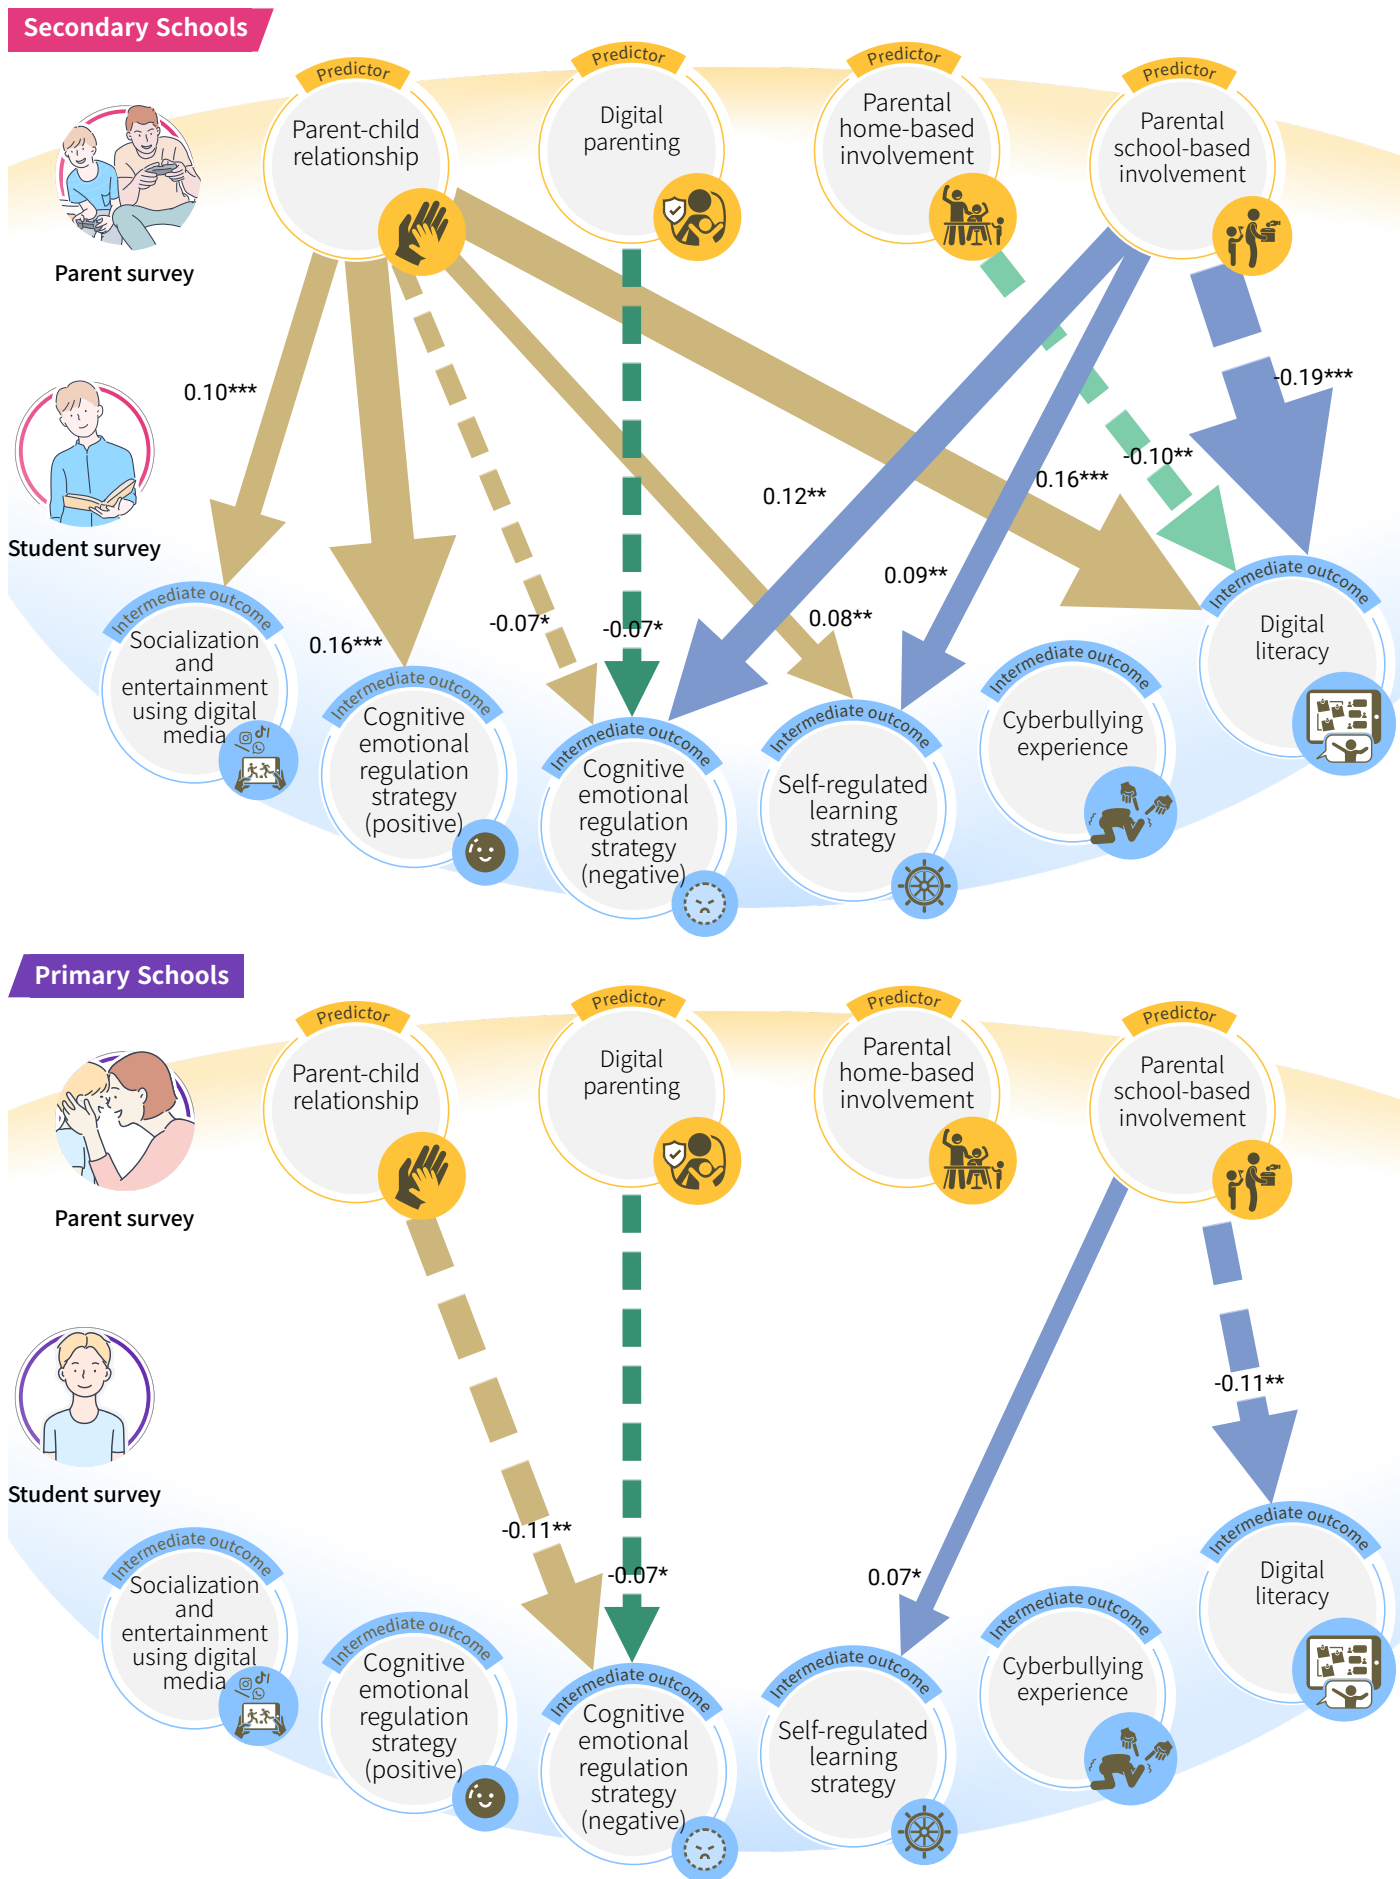 Secondary Schools
Predictor
Predictor
Predictor
Predictor
Parent-child
relationship
Digital
parenting
Parental
home-based
involvement
Parental
school-based
involvement
Parent survey
0.10***
-0.19***
-0.10**
0.16***
0.12**
Student survey
0.09**
0.08**
-0.07*
-0.07*
0.16***
Intermediate outcome
Socialization
and
entertainment
using digital
media
Intermediate outcome
Cognitive
emotional
regulation
strategy
(positive)
Intermediate outcome
Cognitive
emotional
regulation
strategy
(negative)
Intermediate outcome
Self-regulated
learning
strategy
Intermediate outcome
Cyberbullying
experience
Intermediate outcome
Digital
literacy
Primary Schools
Predictor
Predictor
Predictor
Predictor
Parent-child
relationship
Digital
parenting
Parental
home-based
involvement
Parental
school-based
involvement
Parent survey
-0.11**
Student survey
-0.11**
-0.07*
0.07*
Intermediate outcome
Socialization
and
entertainment
using digital
media
Intermediate outcome
Cognitive
emotional
regulation
strategy
(positive)
Intermediate outcome
Cognitive
emotional
regulation
strategy
(negative)
Intermediate outcome
Self-regulated
learning
strategy
Intermediate outcome
Cyberbullying
experience
Intermediate outcome
Digital
literacy